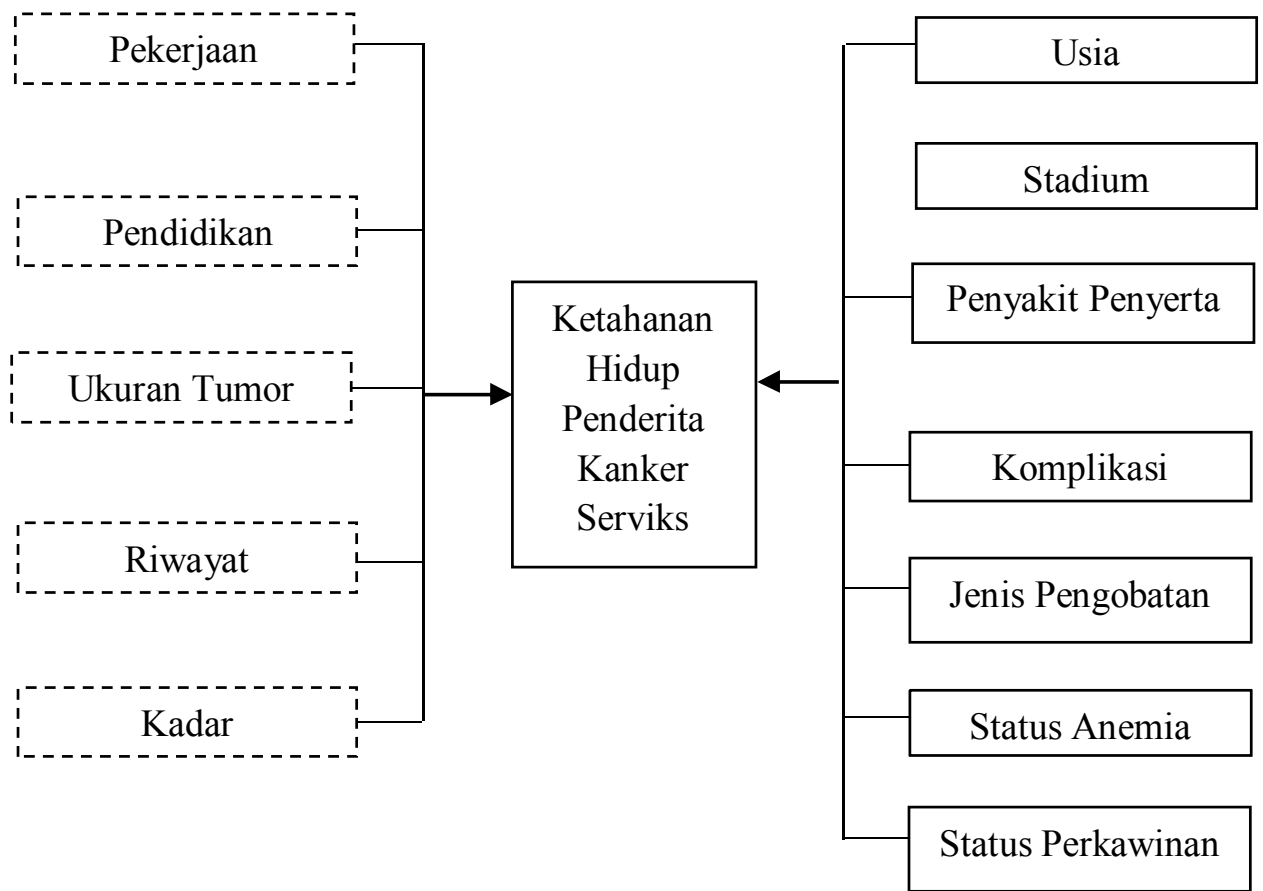 Pekerjaan
Pendidikan
Ukuran Tumor
Riwayat
Kadar
Ketahanan
Hidup
Penderita
Kanker
Serviks
Usia
Stadium
Penyakit Penyerta
Komplikasi
Jenis Pengobatan
Status Anemia
Status Perkawinan